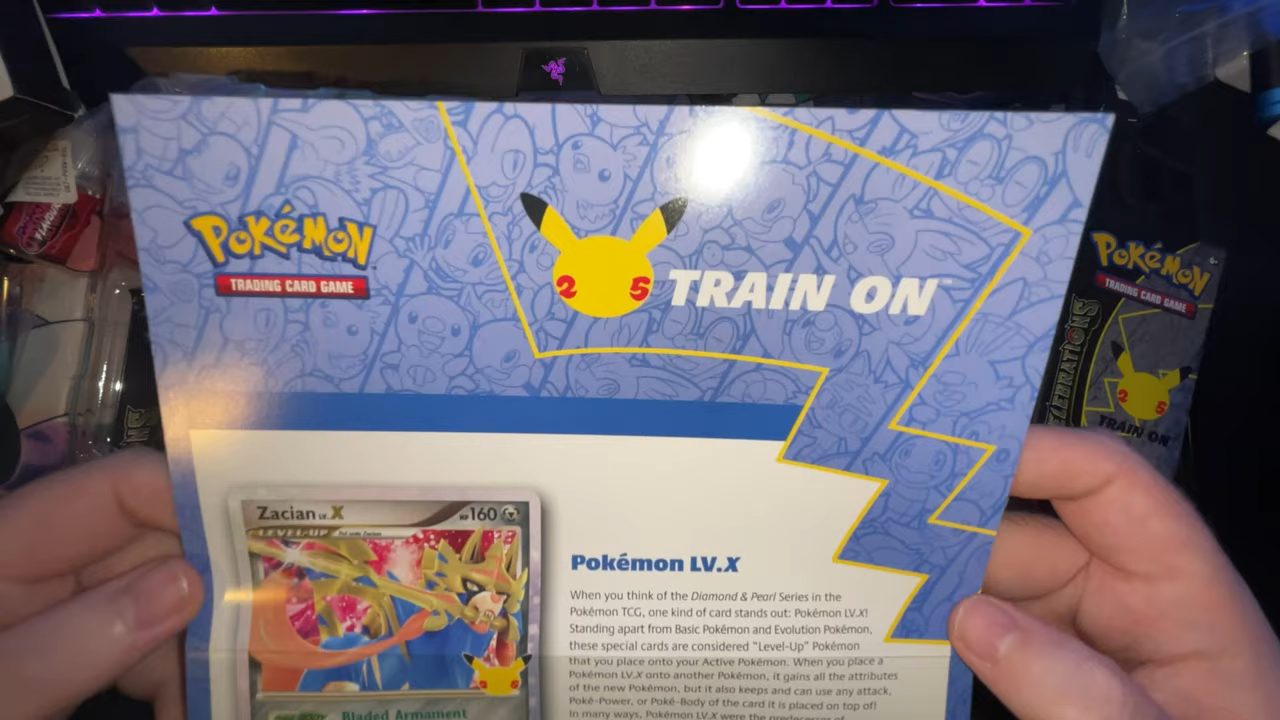 Pokémon
TRADING CARD GAME
25 TRAIN ON™
Zacian LV.X HP160
LEVEL-UP Put onto Zacian
Bladed Armament
Pokémon LV.X
When you think of the Diamond & Pearl Series in the
Pokémon TCG, one kind of card stands out: Pokémon LV.X!
Standing apart from Basic Pokémon and Evolution Pokémon,
these special cards are considered "Level-Up" Pokémon
that you place onto your Active Pokémon. When you place a
Pokémon LV.X onto another Pokémon, it gains all the attributes
of the new Pokémon, but it also keeps and can use any attack,
Poké-Power, or Poké-Body of the card it is placed on top of!
In many ways, Pokémon LV.X were the predecessors of
Pokémon
TRADING CARD GAME
CELEBRATIONS
25
TRAIN ON